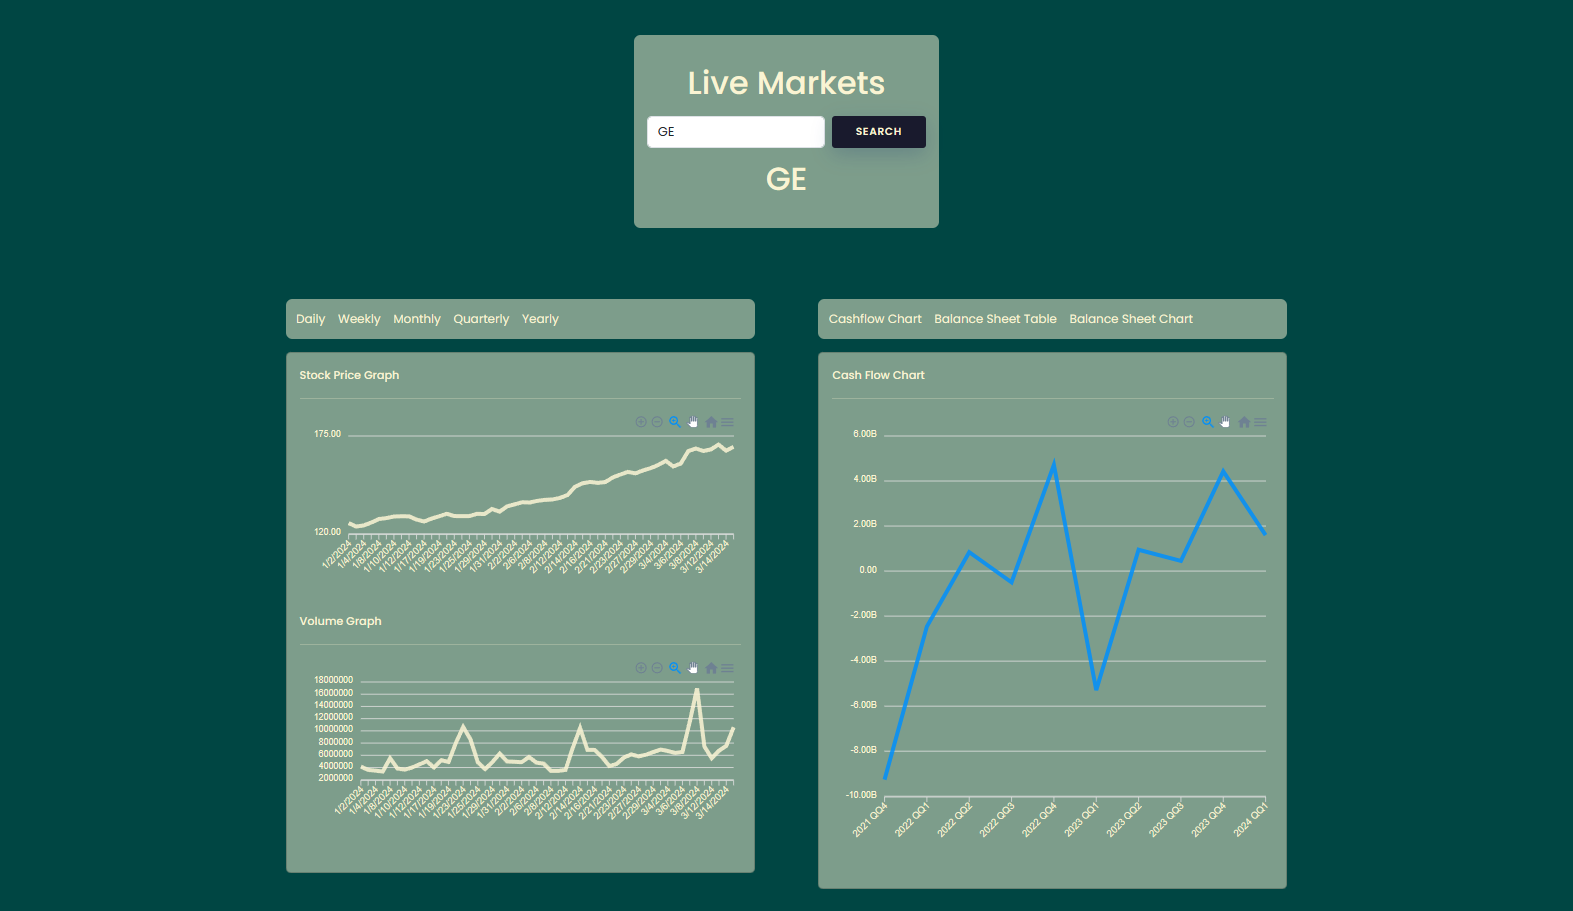 Live Markets
GE
SEARCH
GE
Daily Weekly Monthly Quarterly Yearly
Stock Price Graph
175.00
120.00
1/2/2024 1/4/2024 1/8/2024 1/10/2024 1/12/2024 1/17/2024 1/19/2024 1/23/2024 1/25/2024 1/29/2024 1/31/2024 2/2/2024 2/6/2024 2/8/2024 2/12/2024 2/14/2024 2/16/2024 2/21/2024 2/23/2024 2/27/2024 2/29/2024 3/4/2024 3/6/2024 3/8/2024 3/12/2024 3/14/2024
Volume Graph
18000000
16000000
14000000
12000000
10000000
8000000
6000000
4000000
2000000
1/2/2024 1/4/2024 1/8/2024 1/10/2024 1/12/2024 1/17/2024 1/19/2024 1/23/2024 1/25/2024 1/29/2024 1/31/2024 2/2/2024 2/6/2024 2/8/2024 2/12/2024 2/14/2024 2/16/2024 2/21/2024 2/23/2024 2/27/2024 2/29/2024 3/4/2024 3/6/2024 3/8/2024 3/12/2024 3/14/2024
Cashflow Chart Balance Sheet Table Balance Sheet Chart
Cash Flow Chart
6.00B
4.00B
2.00B
0.00
-2.00B
-4.00B
-6.00B
-8.00B
-10.00B
2021 QQ4 2022 QQ1 2022 QQ2 2022 QQ3 2022 QQ4 2023 QQ1 2023 QQ2 2023 QQ3 2023 QQ4 2024 QQ1